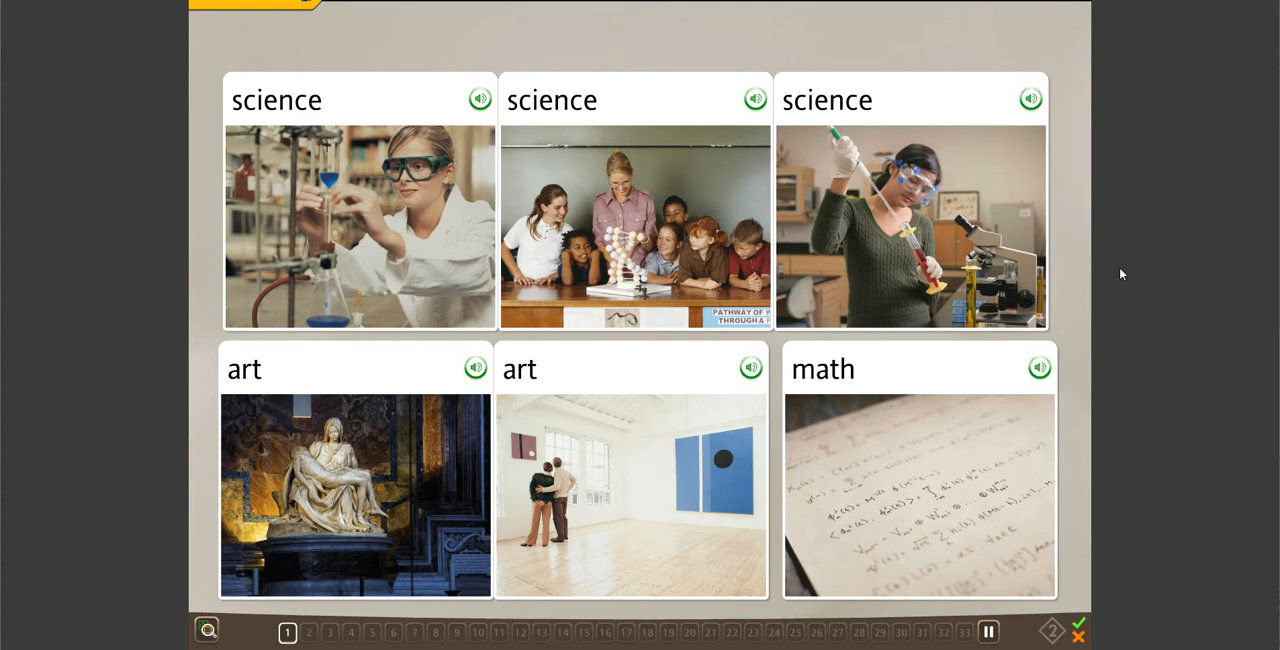 science
science
science
PATHWAY OF W
THROUGH A P
art
art
math
1 2 3 4 5 6 7 8 9 10 11 12 13 14 15 16 17 18 19 20 21 22 23 24 25 26 27 28 29 30 31 32 33
2